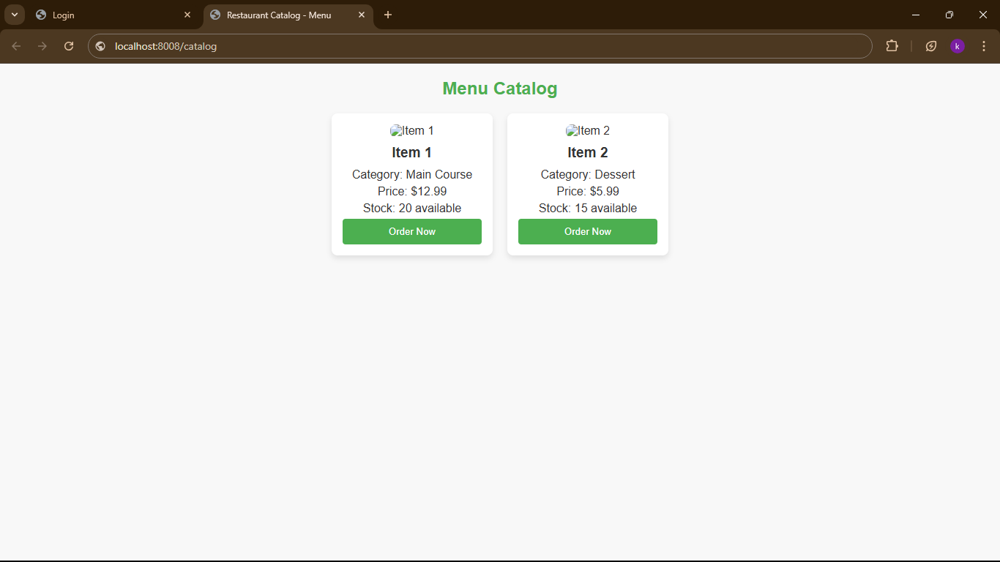 Login
Restaurant Catalog - Menu
localhost:8008/catalog
k
Menu Catalog
Item 1
Item 1
Category: Main Course
Price: $12.99
Stock: 20 available
Order Now
Item 2
Item 2
Category: Dessert
Price: $5.99
Stock: 15 available
Order Now